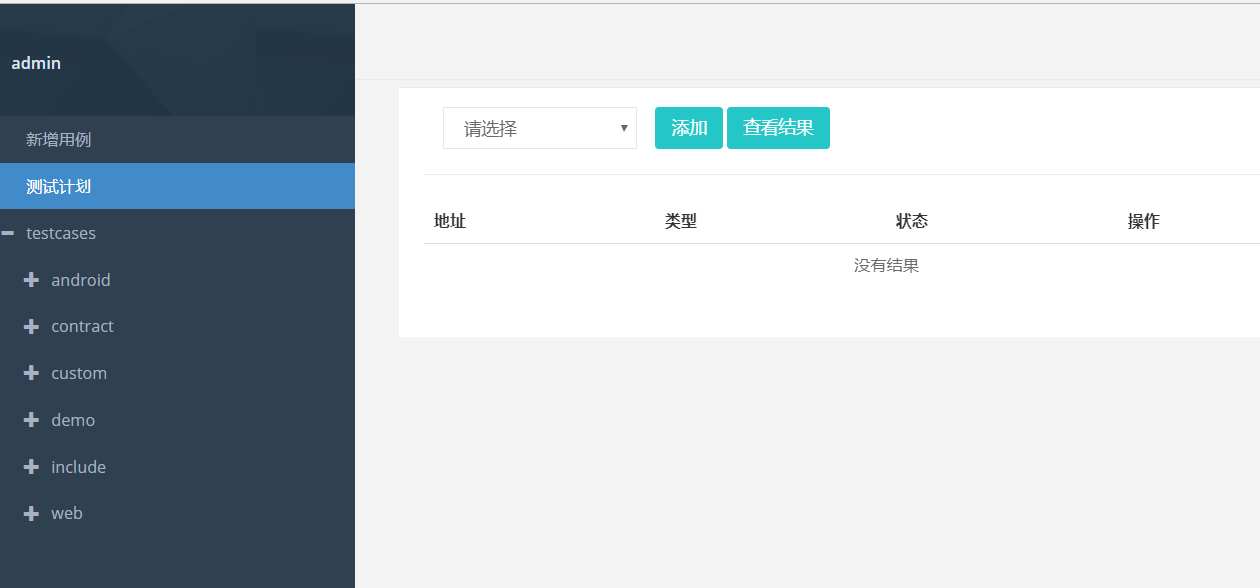 admin
新增用例
测试计划
testcases
android
contract
custom
demo
include
web
请选择 添加 查看结果
地址 类型 状态 操作
没有结果